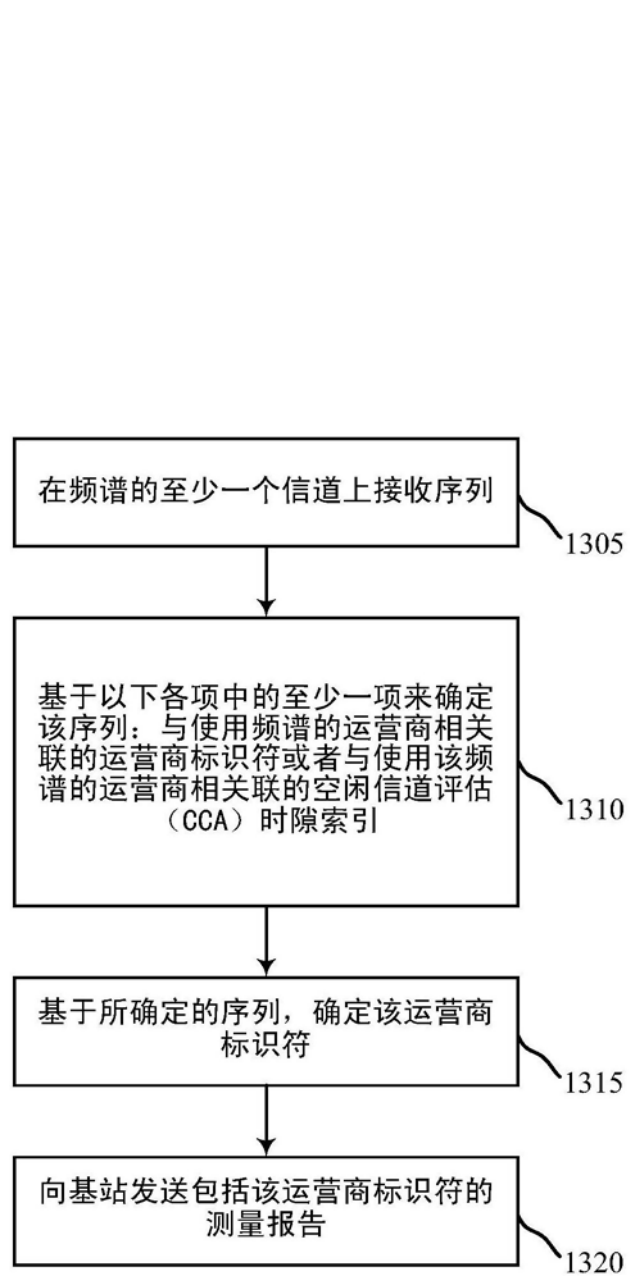 在频谱的至少一个信道上接收序列
1305
基于以下各项中的至少一项来确定
该序列：与使用频谱的运营商相关
联的运营商标识符或者与使用该频
谱的运营商相关联的空闲信道评估
（CCA）时隙索引
1310
基于所确定的序列，确定该运营商
标识符
1315
向基站发送包括该运营商标识符的
测量报告
1320